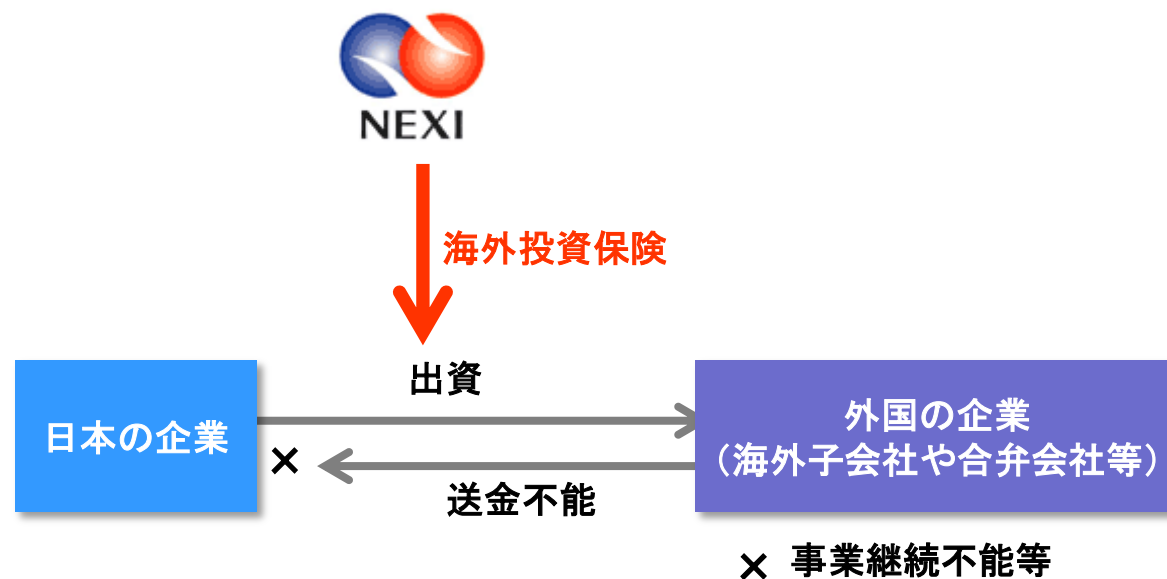 NEXI
海外投資保険
出資
日本の企業
外国の企業
（海外子会社や合弁会社等）
×
送金不能
× 事業継続不能等